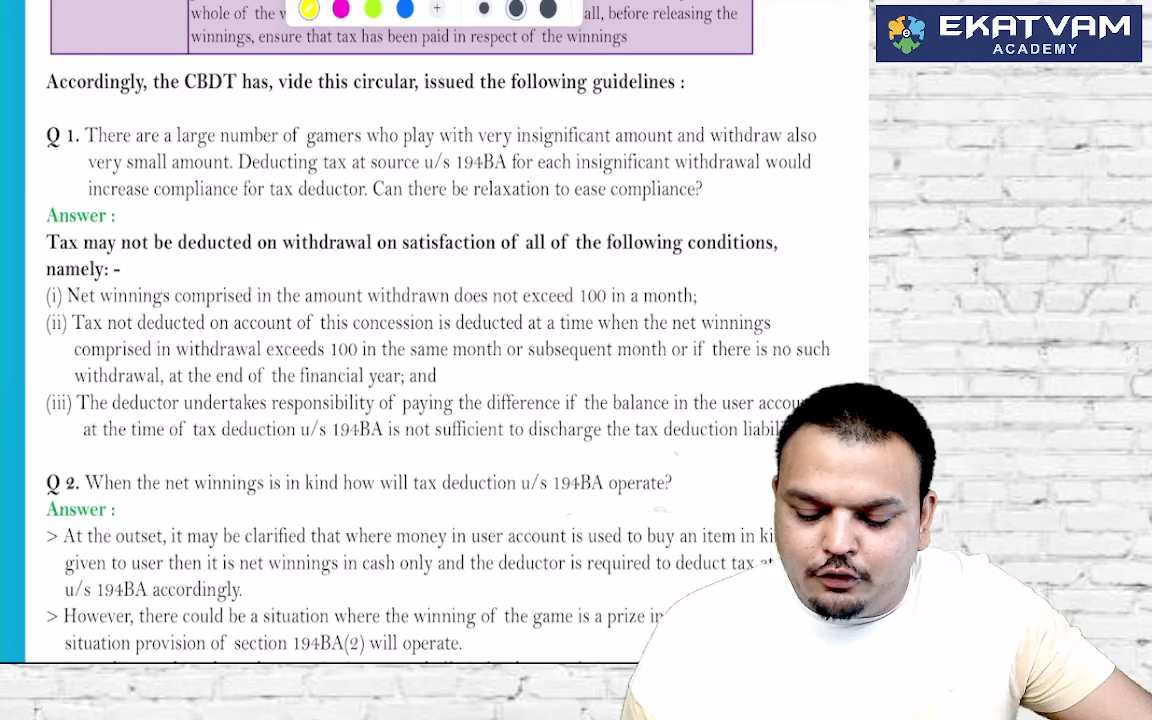 whole of the all, before releasing the
winnings, ensure that tax has been paid in respect of the winnings
EKATVAM
ACADEMY
Accordingly, the CBDT has, vide this circular, issued the following guidelines :
Q 1. There are a large number of gamers who play with very insignificant amount and withdraw also
very small amount. Deducting tax at source u/s 194BA for each insignificant withdrawal would
increase compliance for tax deductor. Can there be relaxation to ease compliance?
Answer :
Tax may not be deducted on withdrawal on satisfaction of all of the following conditions,
namely: -
(i) Net winnings comprised in the amount withdrawn does not exceed 100 in a month;
(ii) Tax not deducted on account of this concession is deducted at a time when the net winnings
comprised in withdrawal exceeds 100 in the same month or subsequent month or if there is no such
withdrawal, at the end of the financial year; and
(iii) The deductor undertakes responsibility of paying the difference if the balance in the user
at the time of tax deduction u/s 194BA is not sufficient to discharge the tax deduction
Q 2. When the net winnings is in kind how will tax deduction u/s 194BA operate?
Answer :
> At the outset, it may be clarified that where money in user account is used to buy an item in
given to user then it is net winnings in cash only and the deductor is required to deduct tax
u/s 194BA accordingly.
> However, there could be a situation where the winning of the game is a prize
situation provision of section 194BA(2) will operate.